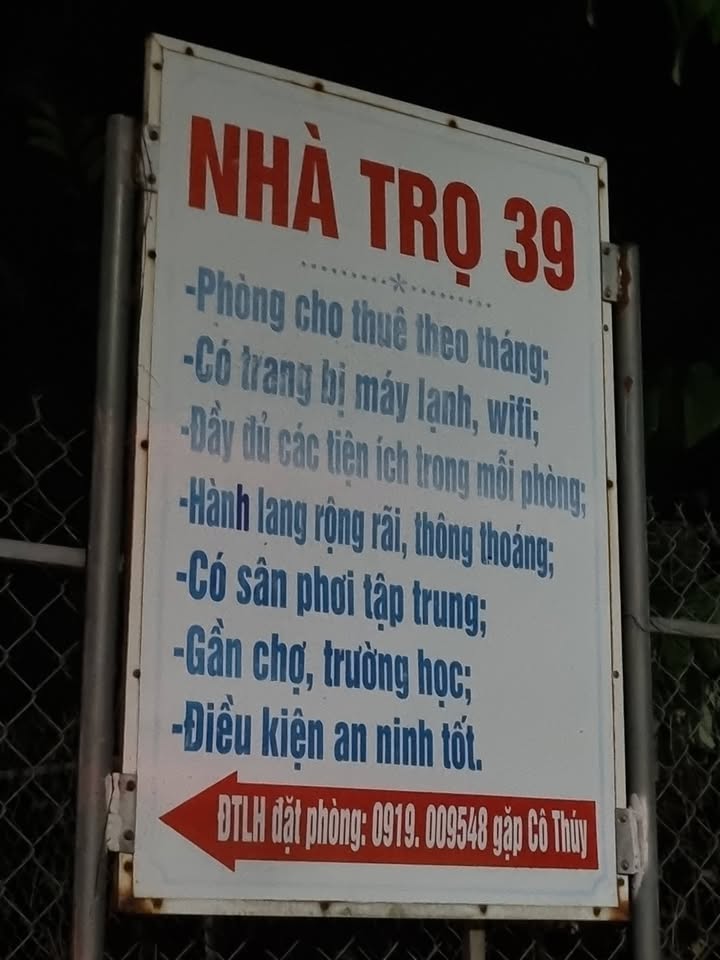 NHÀ TRỌ 39
-Phòng cho thuê theo tháng;
-Có trang bị máy lạnh, wifi;
-Đầy đủ các tiện ích trong mỗi phòng;
-Hành lang rộng rãi, thông thoáng;
-Có sân phơi tập trung;
-Gần chợ, trường học;
-Điều kiện an ninh tốt.
ĐTLH đặt phòng: 0919. 009548 gặp Cô Thúy